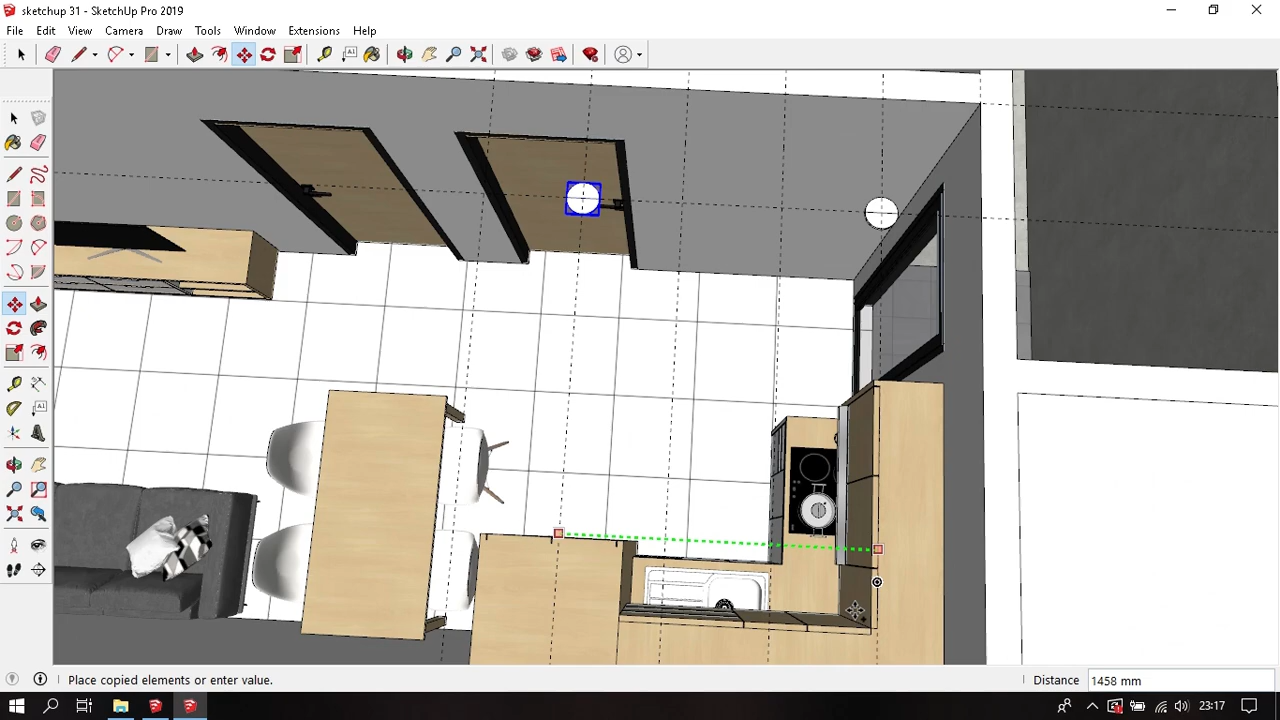 sketchup 31 - SketchUp Pro 2019
File Edit View Camera Draw Tools Window Extensions Help
Place copied elements or enter value.
Distance 1458 mm
23:17